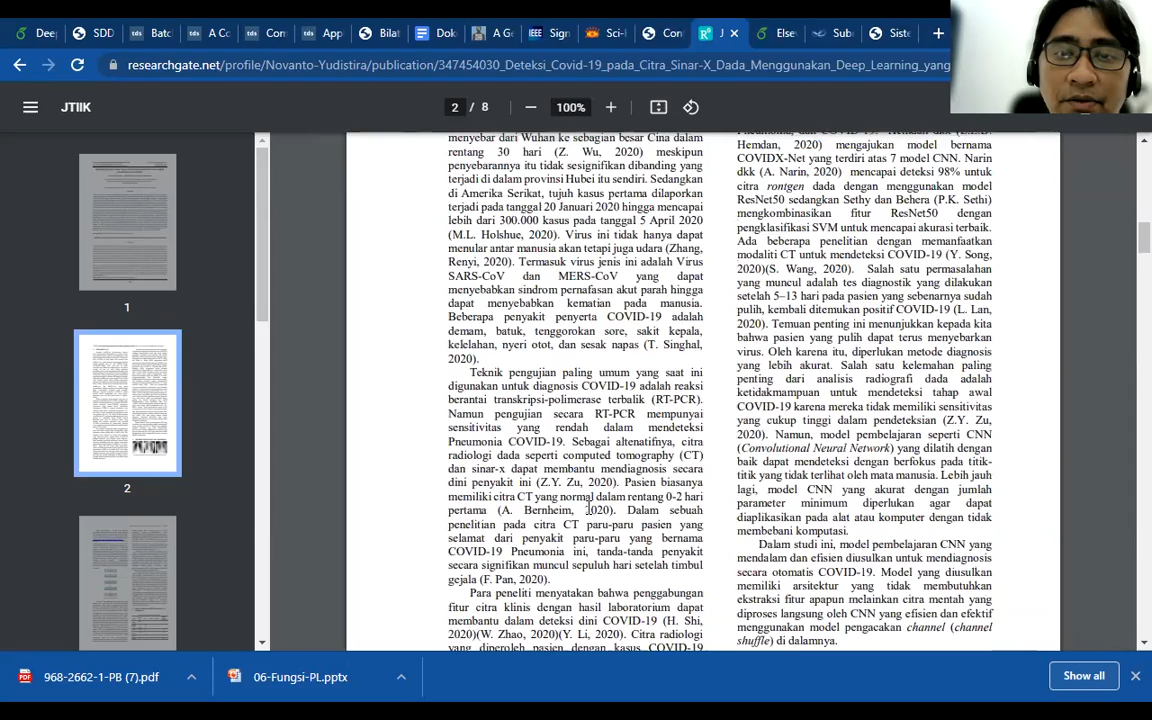 Deep
SDD
Batch
A Co
Con
App
Bilat
Dok
A Ge
Sign
Sci-
Con
J
Else
Sub
Siste
researchgate.net/profile/Novanto-Yudistira/publication/347454030_Deteksi_Covid-19_pada_Citra_Sinar-X_Dada_Menggunakan_Deep_Learning_yang
JTIIK
2 / 8
100%
1
2
menyebar dari Wuhan ke sebagian besar Cina dalam
rentang 30 hari (Z. Wu, 2020) meskipun
penyebarannya itu tidak sesignifikan dibanding yang
terjadi di dalam provinsi Hubei itu sendiri. Sedangkan
di Amerika Serikat, tujuh kasus pertama dilaporkan
terjadi pada tanggal 20 Januari 2020 hingga mencapai
lebih dari 300.000 kasus pada tanggal 5 April 2020
(M.L. Holshue, 2020). Virus ini tidak hanya dapat
menular antar manusia akan tetapi juga udara (Zhang,
Renyi, 2020). Termasuk virus jenis ini adalah Virus
SARS-CoV dan MERS-CoV yang dapat
menyebabkan sindrom pernafasan akut parah hingga
dapat menyebabkan kematian pada manusia.
Beberapa penyakit penyerta COVID-19 adalah
demam, batuk, tenggorokan sore, sakit kepala,
kelelahan, nyeri otot, dan sesak napas (T. Singhal,
2020).
Teknik pengujian paling umum yang saat ini
digunakan untuk diagnosis COVID-19 adalah reaksi
berantai transkripsi-polimerase terbalik (RT-PCR).
Namun pengujian secara RT-PCR mempunyai
sensitivitas yang rendah dalam mendeteksi
Pneumonia COVID-19. Sebagai altenatifnya, citra
radiologi dada seperti computed tomography (CT)
dan sinar-x dapat membantu mendiagnosis secara
dini penyakit ini (Z.Y. Zu, 2020). Pasien biasanya
memiliki citra CT yang normal dalam rentang 0-2 hari
pertama (A. Bernheim, 2020). Dalam sebuah
penelitian pada citra CT paru-paru pasien yang
selamat dari penyakit paru-paru yang bernama
COVID-19 Pneumonia ini, tanda-tanda penyakit
secara signifikan muncul sepuluh hari setelah timbul
gejala (F. Pan, 2020).
Para peneliti menyatakan bahwa penggabungan
fitur citra klinis dengan hasil laboratorium dapat
membantu dalam deteksi dini COVID-19 (H. Shi,
2020)(W. Zhao, 2020)(Y. Li, 2020). Citra radiologi
yang diperoleh pasien dengan kasus COVID-19
Pneumonia, dan COVID-19. Hemdan dkk (E.E.D.
Hemdan, 2020) mengajukan model bernama
COVIDX-Net yang terdiri atas 7 model CNN. Narin
dkk (A. Narin, 2020) mencapai deteksi 98% untuk
citra rontgen dada dengan menggunakan model
ResNet50 sedangkan Sethy dan Behera (P.K. Sethi)
mengkombinasikan fitur ResNet50 dengan
pengklasifikasi SVM untuk mencapai akurasi terbaik.
Ada beberapa penelitian dengan memanfaatkan
modaliti CT untuk mendeteksi COVID-19 (Y. Song,
2020)(S. Wang, 2020). Salah satu permasalahan
yang muncul adalah tes diagnostik yang dilakukan
setelah 5–13 hari pada pasien yang sebenarnya sudah
pulih, kembali ditemukan positif COVID-19 (L. Lan,
2020). Temuan penting ini menunjukkan kepada kita
bahwa pasien yang pulih dapat terus menyebarkan
virus. Oleh karena itu, diperlukan metode diagnosis
yang lebih akurat. Salah satu kelemahan paling
penting dari analisis radiografi dada adalah
ketidakmampuan untuk mendeteksi tahap awal
COVID-19 karena mereka tidak memiliki sensitivitas
yang cukup tinggi dalam pendeteksian (Z.Y. Zu,
2020). Namun, model pembelajaran seperti CNN
(Convolutional Neural Network) yang dilatih dengan
baik dapat mendeteksi dengan berfokus pada titik-
titik yang tidak terlihat oleh mata manusia. Lebih jauh
lagi, model CNN yang akurat dengan jumlah
parameter minimum diperlukan agar dapat
diaplikasikan pada alat atau komputer dengan tidak
membebani komputasi.
Dalam studi ini, model pembelajaran CNN yang
mendalam dan efisien diusulkan untuk mendiagnosis
secara otomatis COVID-19. Model yang diusulkan
memiliki arsitektur yang tidak membutuhkan
ekstraksi fitur apapun melainkan citra mentah yang
diproses langsung oleh CNN yang efisien dan efektif
menggunakan model pengacakan channel (channel
shuffle) di dalamnya.
968-2662-1-PB (7).pdf
06-Fungsi-PL.pptx
Show all